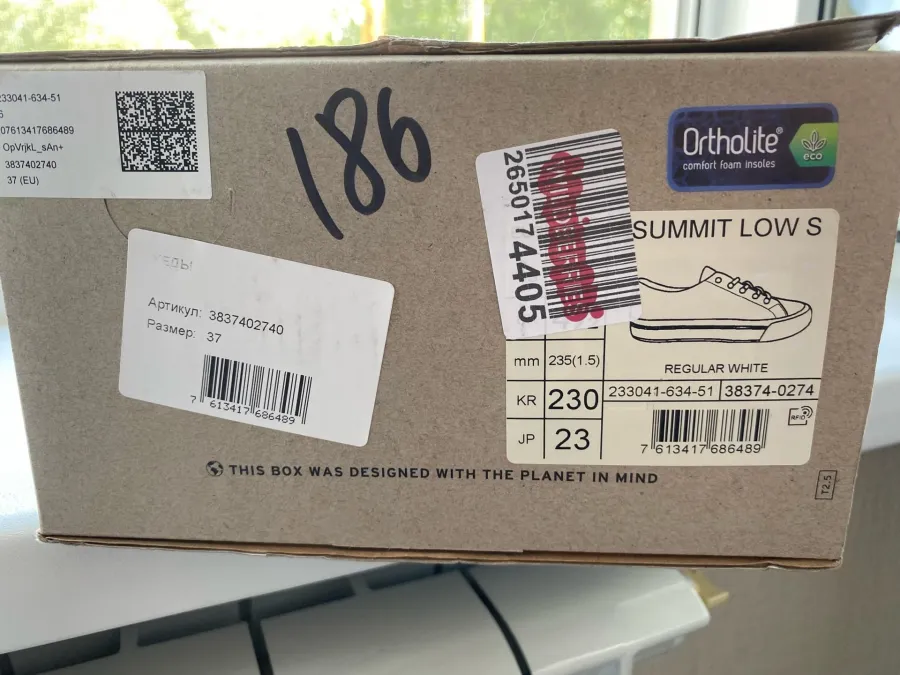 233041-634-51
07613417686489
OpVrjkL_sAn+
3837402740
37 (EU)
186
Ortholite®
eco
comfort foam insoles
2650174405
SUMMIT LOW S
Артикул: 3837402740
Размер: 37
7 613417 686489
mm 235(1.5)
KR 230
JP 23
REGULAR WHITE
233041-634-51 38374-0274
7 613417 686489
RFID
THIS BOX WAS DESIGNED WITH THE PLANET IN MIND
T2,5